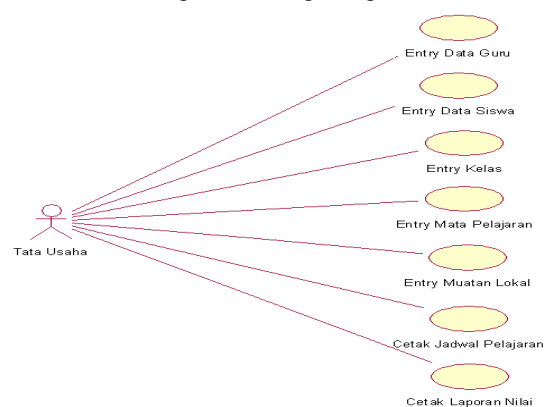 Entry Data Guru
Entry Data Siswa
Entry Kelas
Entry Mata Pelajaran
Tata Usaha
Entry Muatan Lokal
Cetak Jadwal Pelajaran
Cetak Laporan Nilai